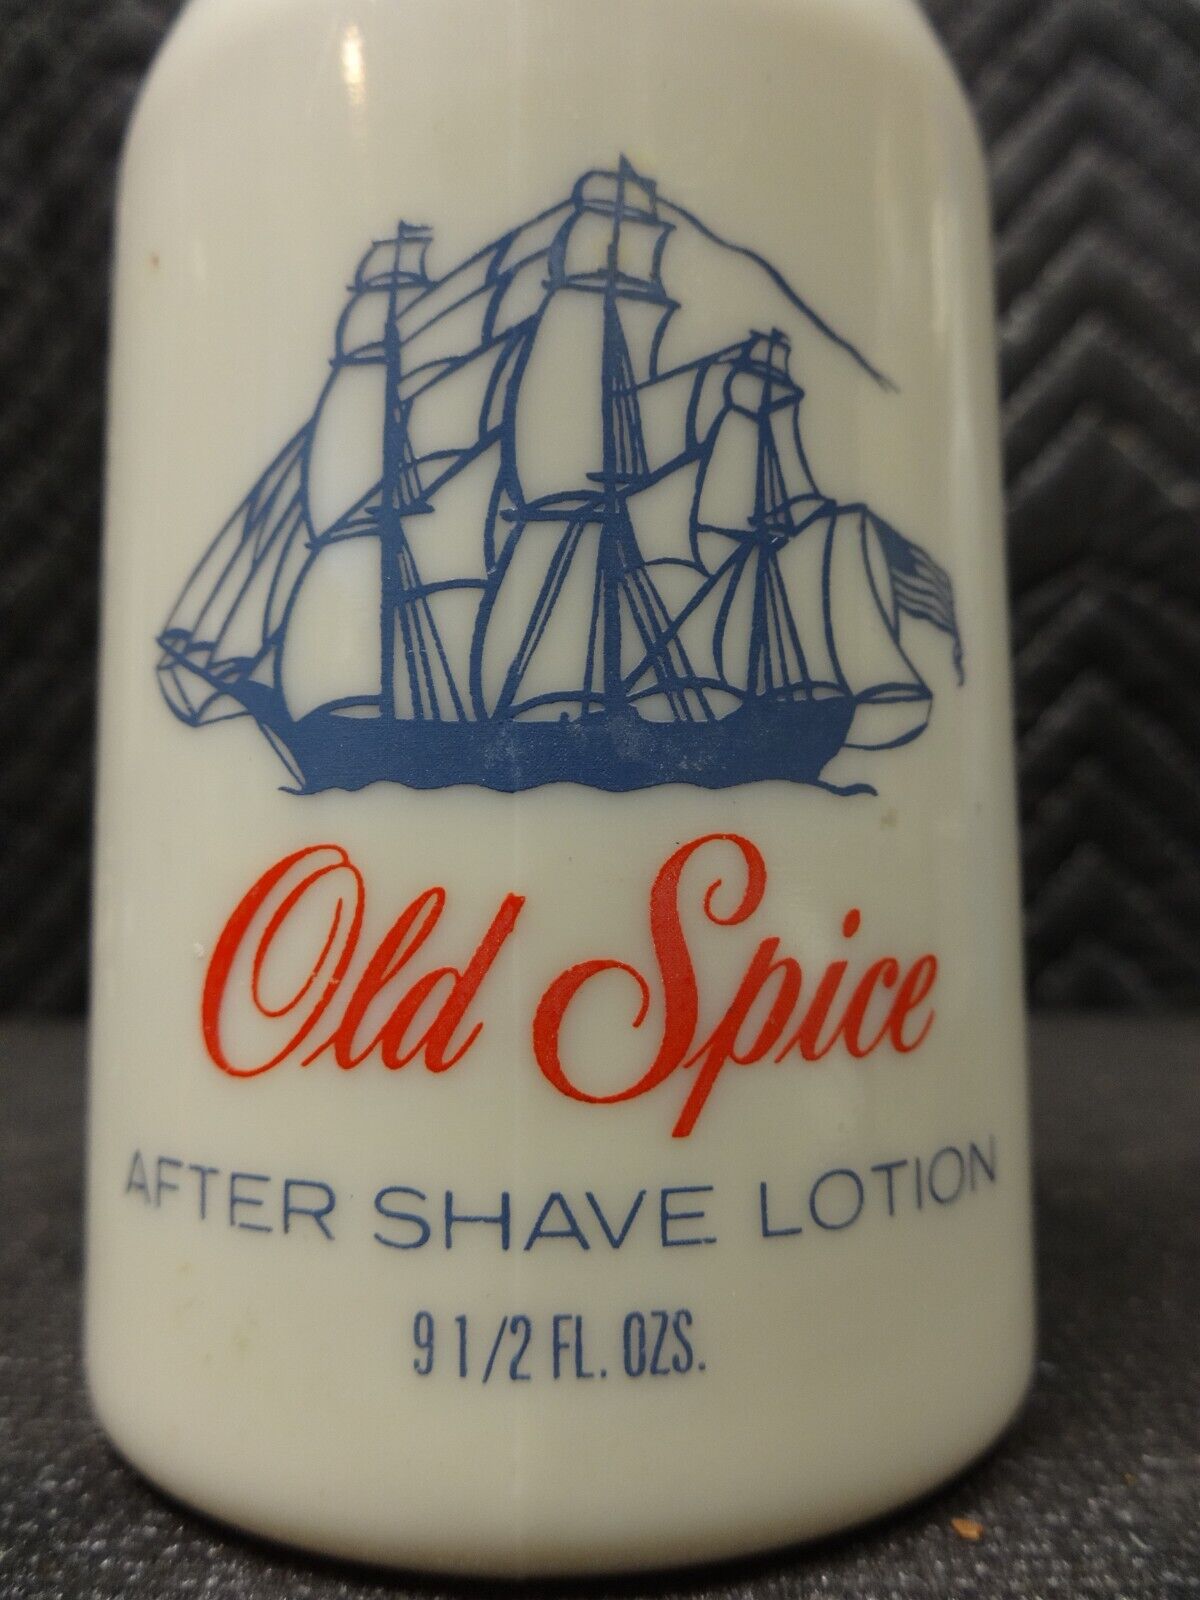 Old Spice
AFTER SHAVE LOTION
9 1/2 FL. OZS.